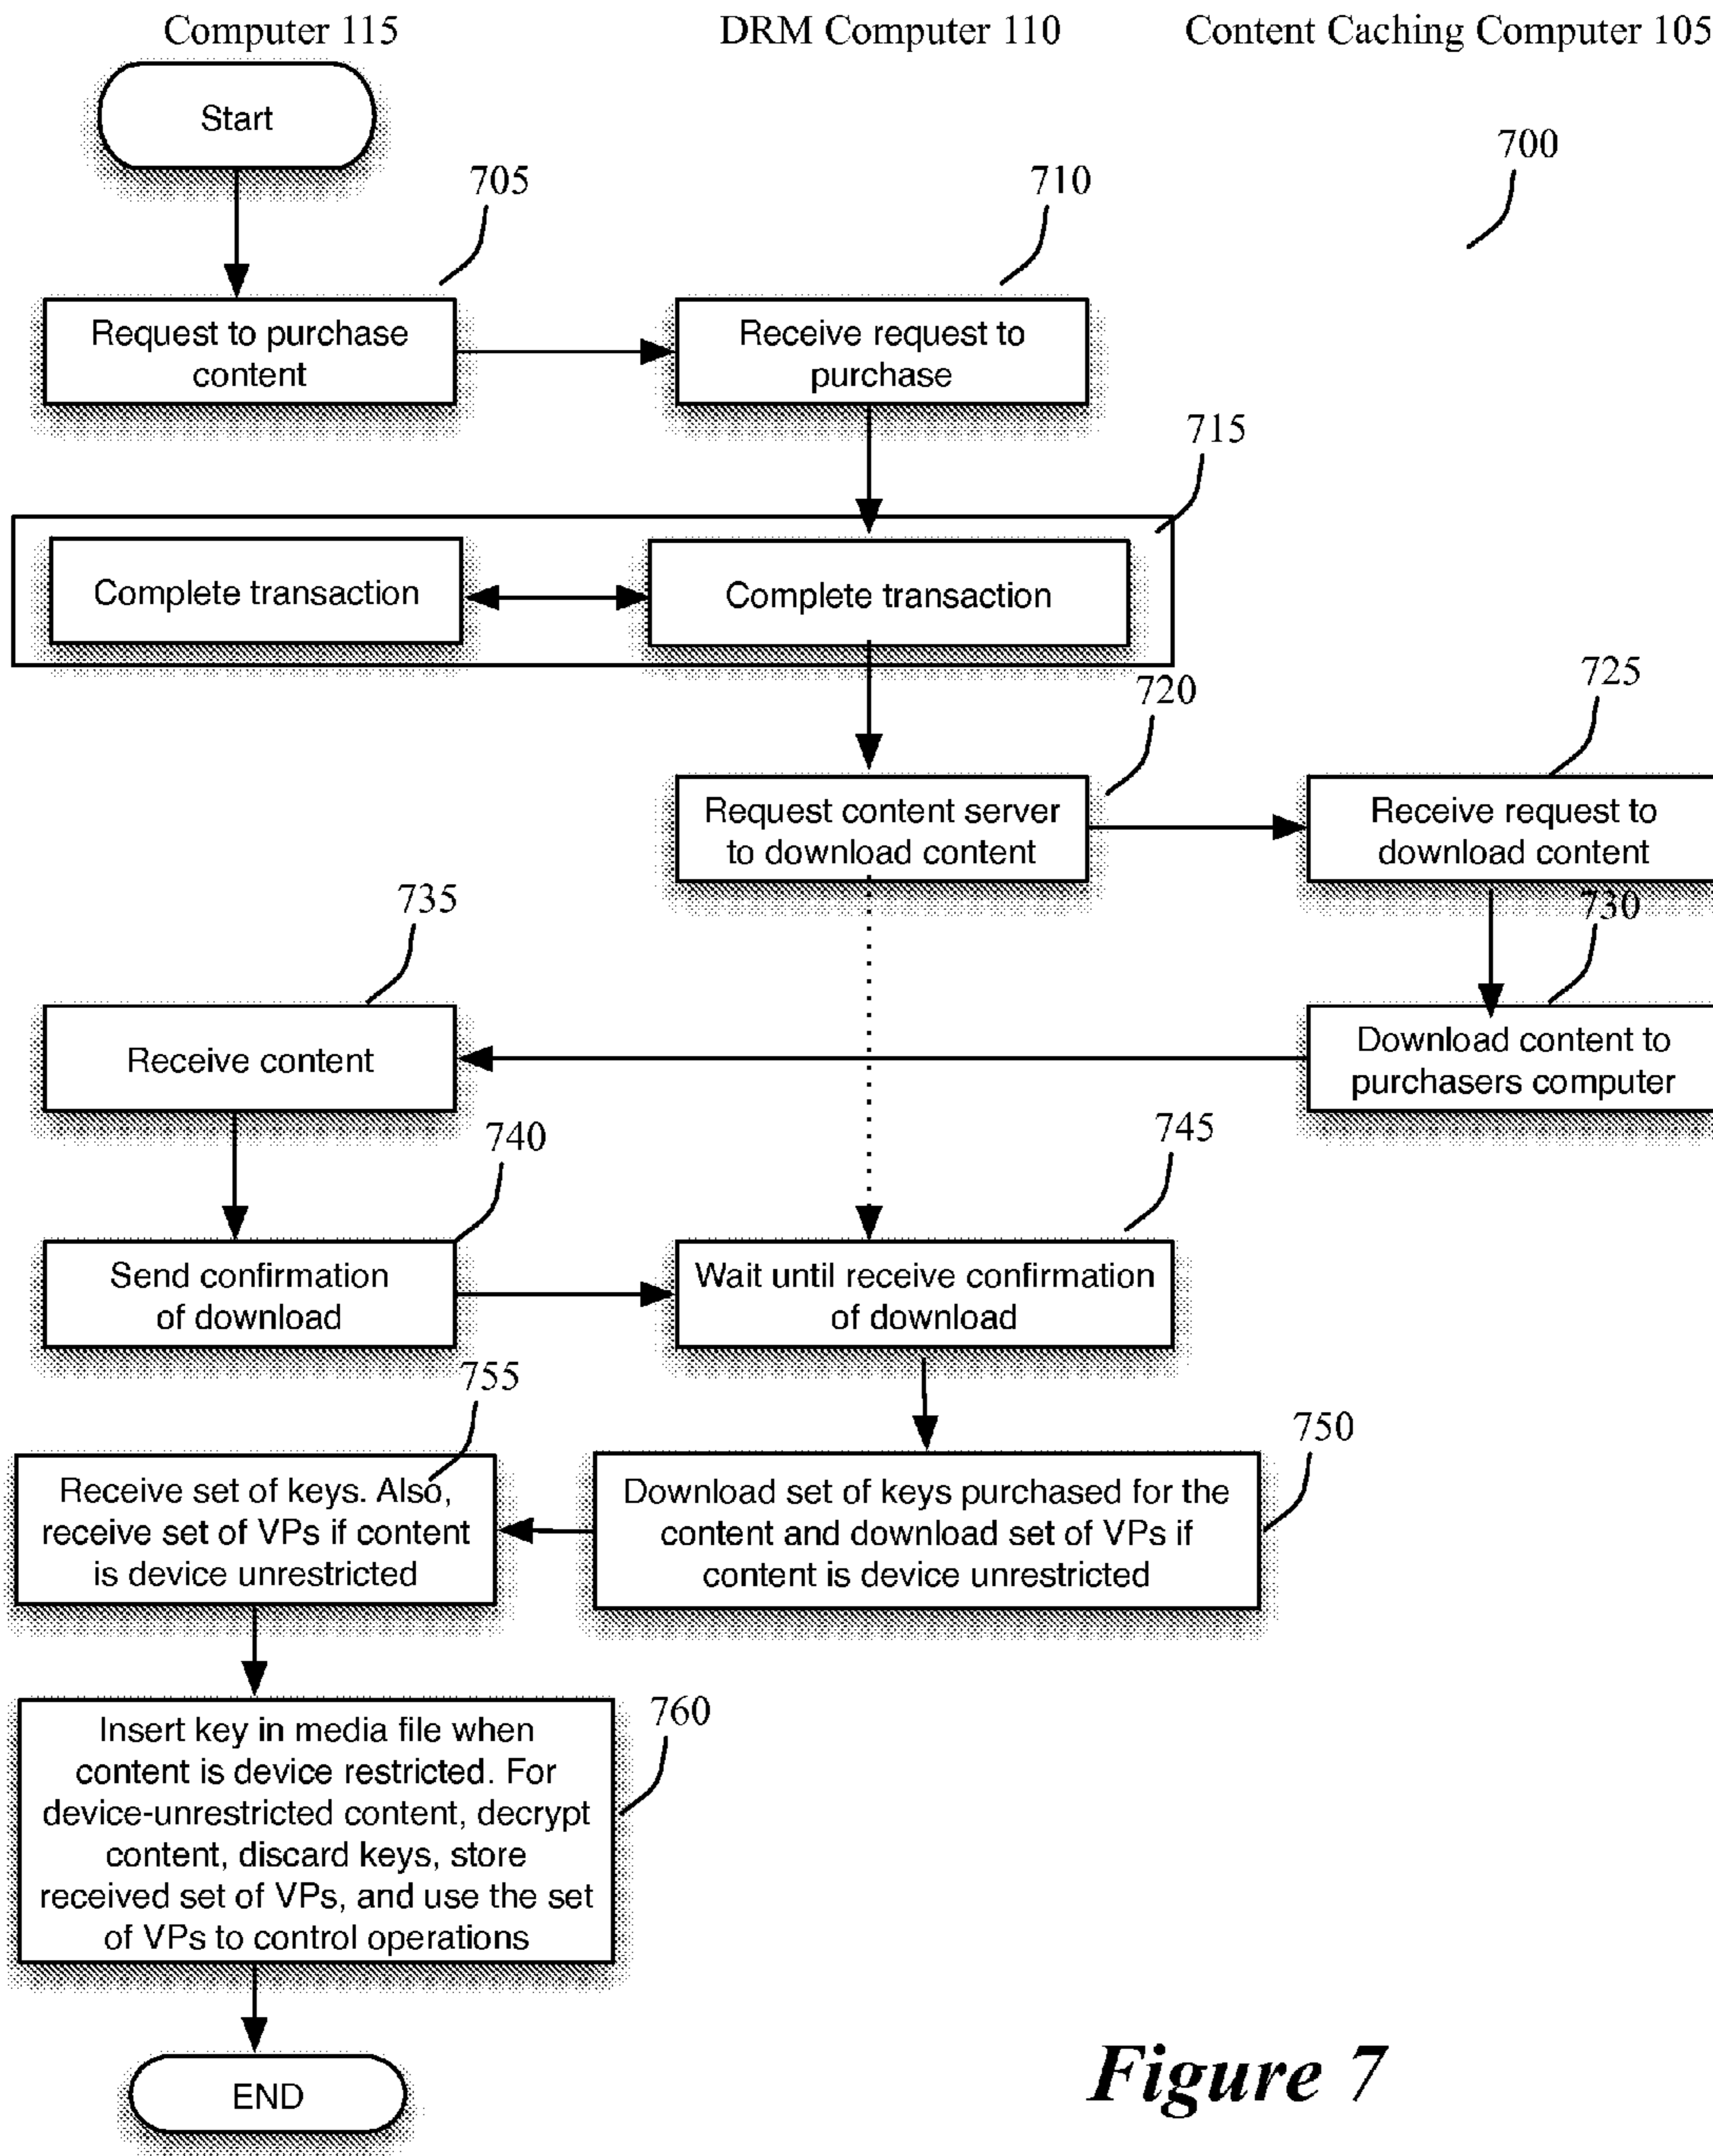 Computer 115
DRM Computer 110
Content Caching Computer 105
Start
700
705
710
Request to purchase
content
Receive request to
purchase
715
Complete transaction
Complete transaction
720
725
Request content server
to download content
Receive request to
download content
735
730
Receive content
Download content to
purchasers computer
740
745
Send confirmation
of download
Wait until receive confirmation
of download
755
750
Receive set of keys. Also,
receive set of VPs if content
is device unrestricted
Download set of keys purchased for the
content and download set of VPs if
content is device unrestricted
760
Insert key in media file when
content is device restricted. For
device-unrestricted content, decrypt
content, discard keys, store
received set of VPs, and use the set
of VPs to control operations
END
Figure 7